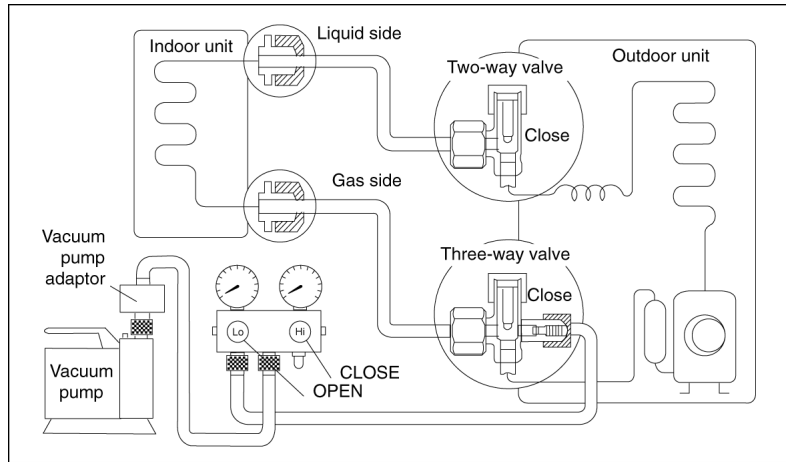 Indoor unit
Liquid side
Two-way valve
Outdoor unit
Close
Gas side
Three-way valve
Close
Vacuum
pump
adaptor
Lo
Hi
CLOSE
OPEN
Vacuum
pump